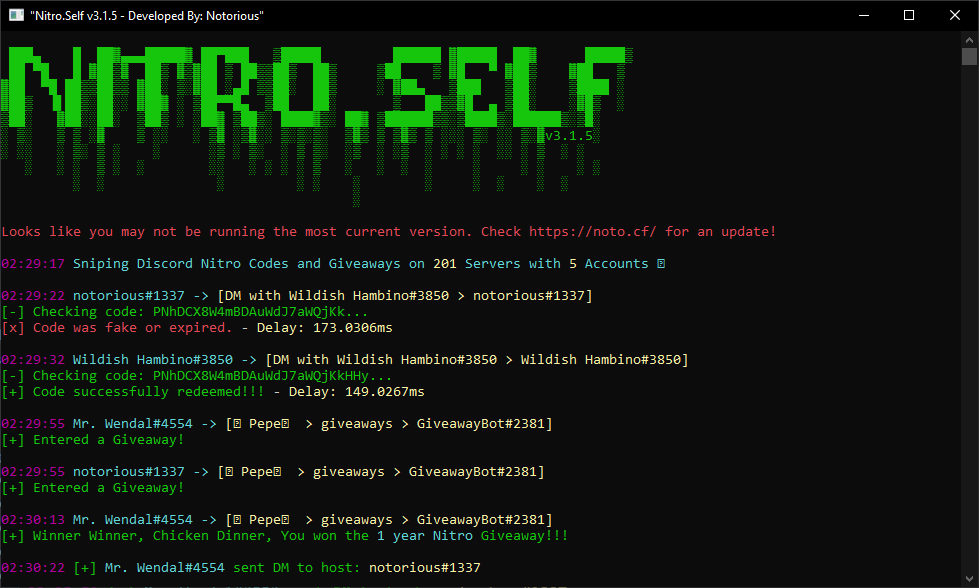 "Nitro.Self v3.1.5 - Developed By: Notorious"
NITRO.SELF
v3.1.5
Looks like you may not be running the most current version. Check https://noto.cf/ for an update!
02:29:17 Sniping Discord Nitro Codes and Giveaways on 201 Servers with 5 Accounts
02:29:22 notorious#1337 -> [DM with Wildish Hambino#3850 > notorious#1337]
[-] Checking code: PNhDCX8W4mBDAuWdJ7aWQjKk...
[x] Code was fake or expired. - Delay: 173.0306ms
02:29:32 Wildish Hambino#3850 -> [DM with Wildish Hambino#3850 > Wildish Hambino#3850]
[-] Checking code: PNhDCX8W4mBDAuWdJ7aWQjKkHHy...
[+] Code successfully redeemed!!! - Delay: 149.0267ms
02:29:55 Mr. Wendal#4554 -> [ Pepe  > giveaways > GiveawayBot#2381]
[+] Entered a Giveaway!
02:29:55 notorious#1337 -> [ Pepe  > giveaways > GiveawayBot#2381]
[+] Entered a Giveaway!
02:30:13 Mr. Wendal#4554 -> [ Pepe  > giveaways > GiveawayBot#2381]
[+] Winner Winner, Chicken Dinner, You won the 1 year Nitro Giveaway!!!
02:30:22 [+] Mr. Wendal#4554 sent DM to host: notorious#1337